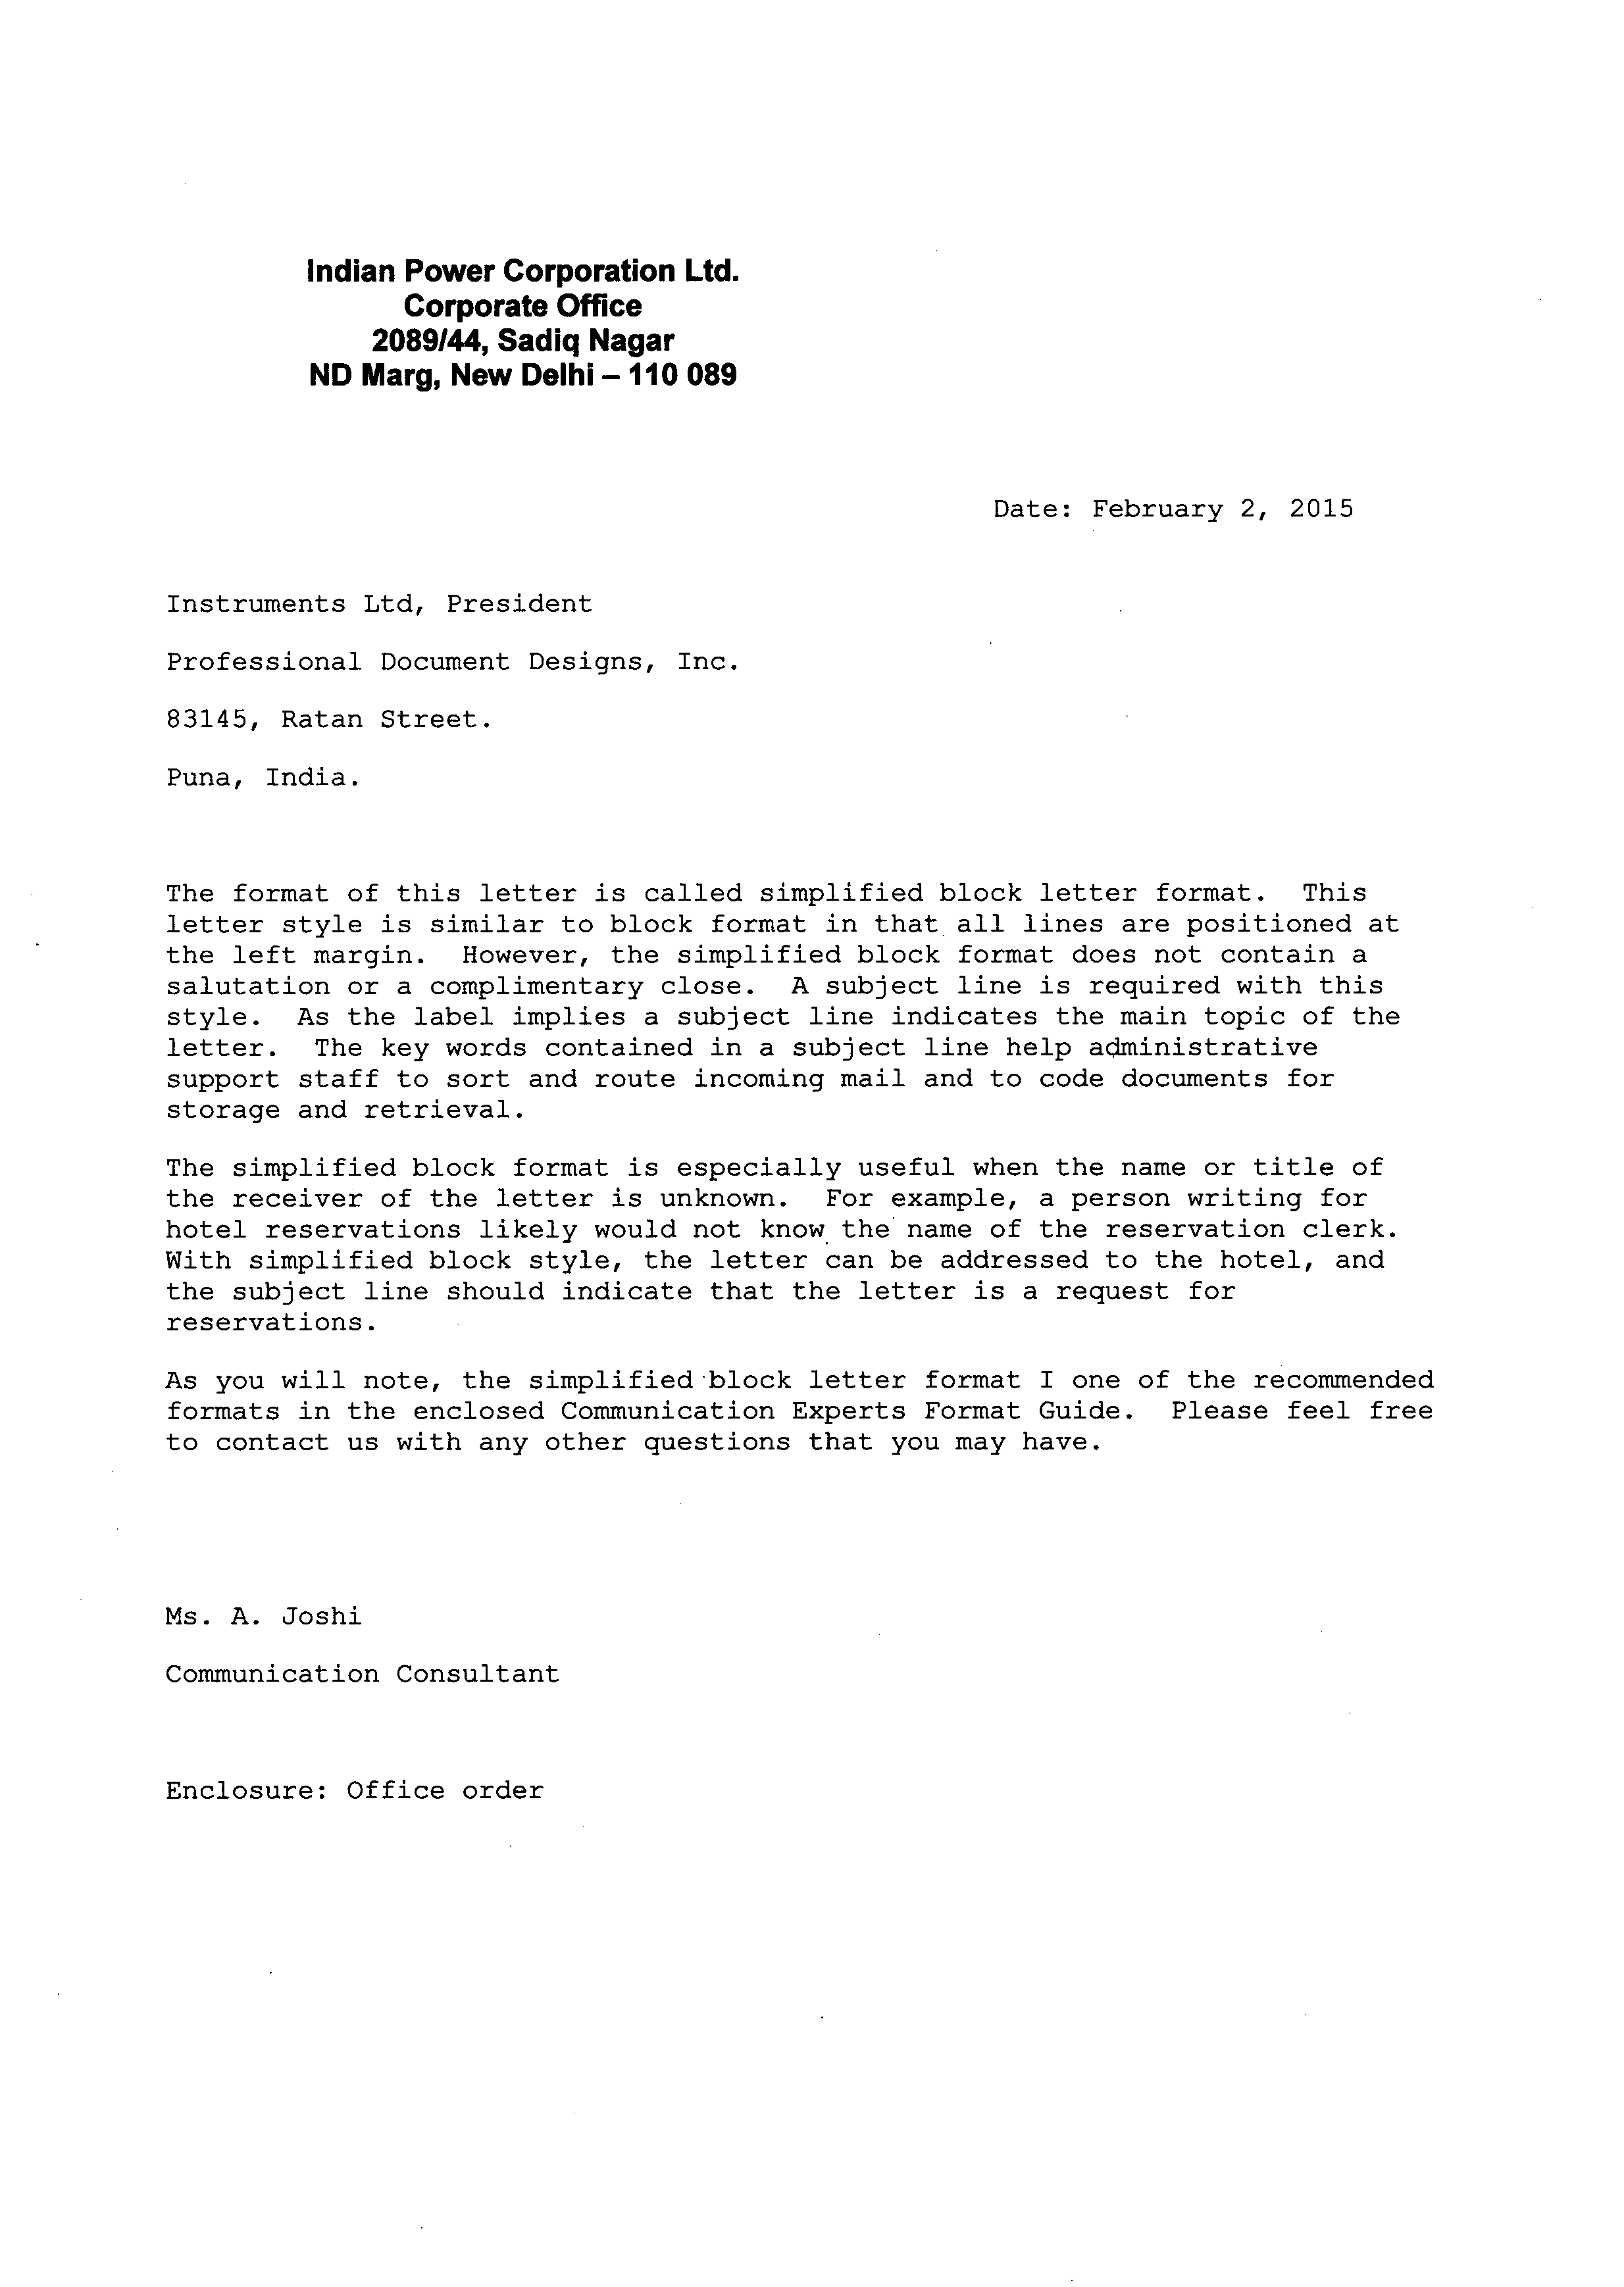 Indian Power Corporation Ltd.
Corporate Office
2089/44, Sadiq Nagar
ND Marg, New Delhi – 110 089
Date: February 2, 2015
Instruments Ltd, President
Professional Document Designs, Inc.
83145, Ratan Street.
Puna, India.
The format of this letter is called simplified block letter format.  This
letter style is similar to block format in that all lines are positioned at
the left margin.  However, the simplified block format does not contain a
salutation or a complimentary close.  A subject line is required with this
style.  As the label implies a subject line indicates the main topic of the
letter.  The key words contained in a subject line help administrative
support staff to sort and route incoming mail and to code documents for
storage and retrieval.
The simplified block format is especially useful when the name or title of
the receiver of the letter is unknown.  For example, a person writing for
hotel reservations likely would not know the name of the reservation clerk.
With simplified block style, the letter can be addressed to the hotel, and
the subject line should indicate that the letter is a request for
reservations.
As you will note, the simplified block letter format I one of the recommended
formats in the enclosed Communication Experts Format Guide.  Please feel free
to contact us with any other questions that you may have.
Ms. A. Joshi
Communication Consultant
Enclosure: Office order